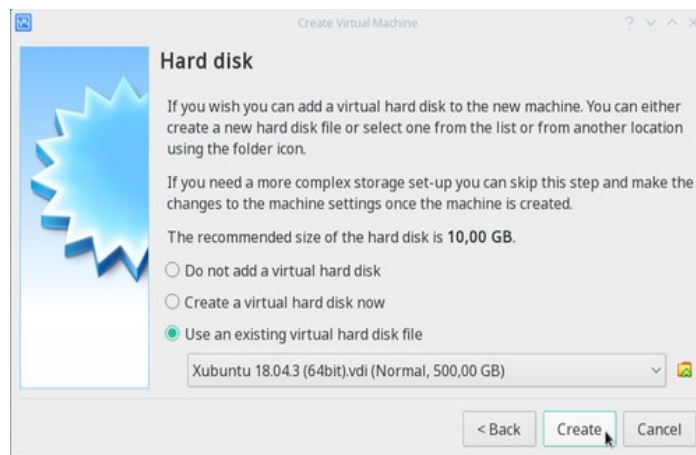 Create Virtual Machine
Hard disk
If you wish you can add a virtual hard disk to the new machine. You can either
create a new hard disk file or select one from the list or from another location
using the folder icon.
If you need a more complex storage set-up you can skip this step and make the
changes to the machine settings once the machine is created.
The recommended size of the hard disk is 10,00 GB.
Do not add a virtual hard disk
Create a virtual hard disk now
Use an existing virtual hard disk file
Xubuntu 18.04.3 (64bit).vdi (Normal, 500,00 GB)
< Back Create Cancel